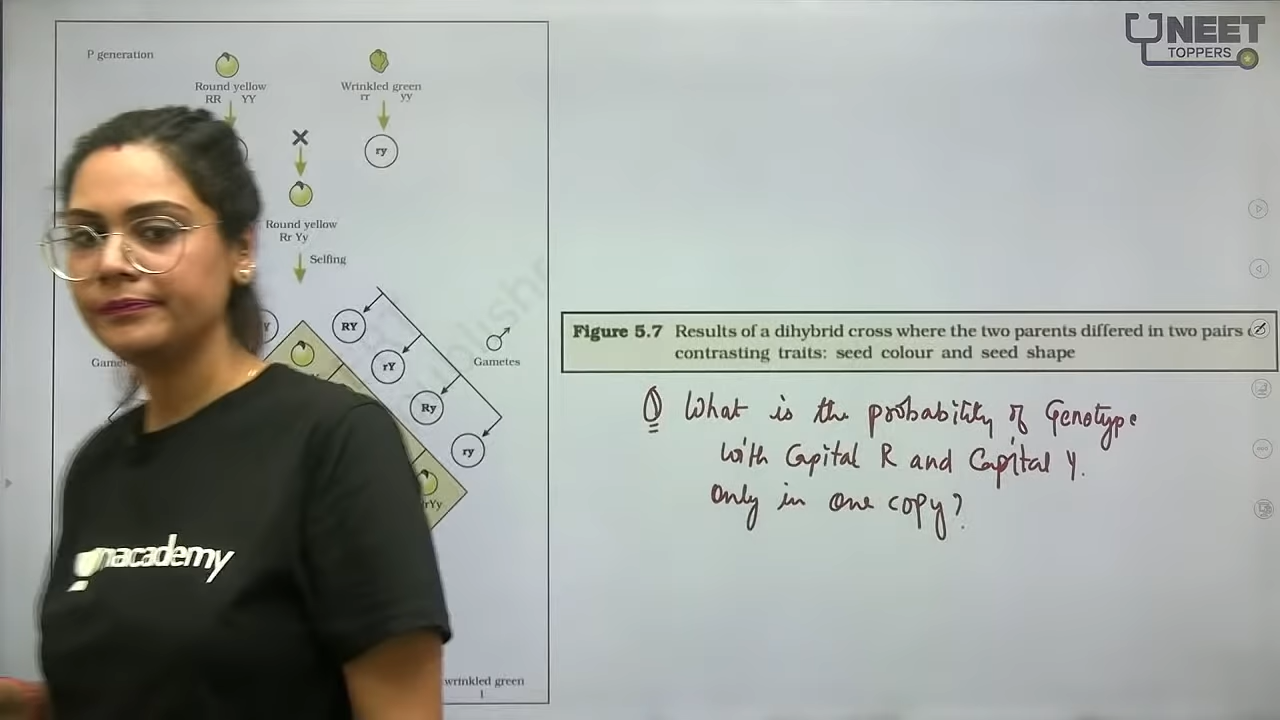 NEET
TOPPERS
P generation
Round yellow
RR YY
Wrinkled green
rr yy
ry
Round yellow
Rr Yy
Selfing
RY
rY
Ry
ry
Gametes
Figure 5.7 Results of a dihybrid cross where the two parents differed in two pairs
contrasting traits: seed colour and seed shape
Q What is the probability of Genotype
with Capital R and Capital Y.
Only in one copy?
rYy
wrinkled green
1